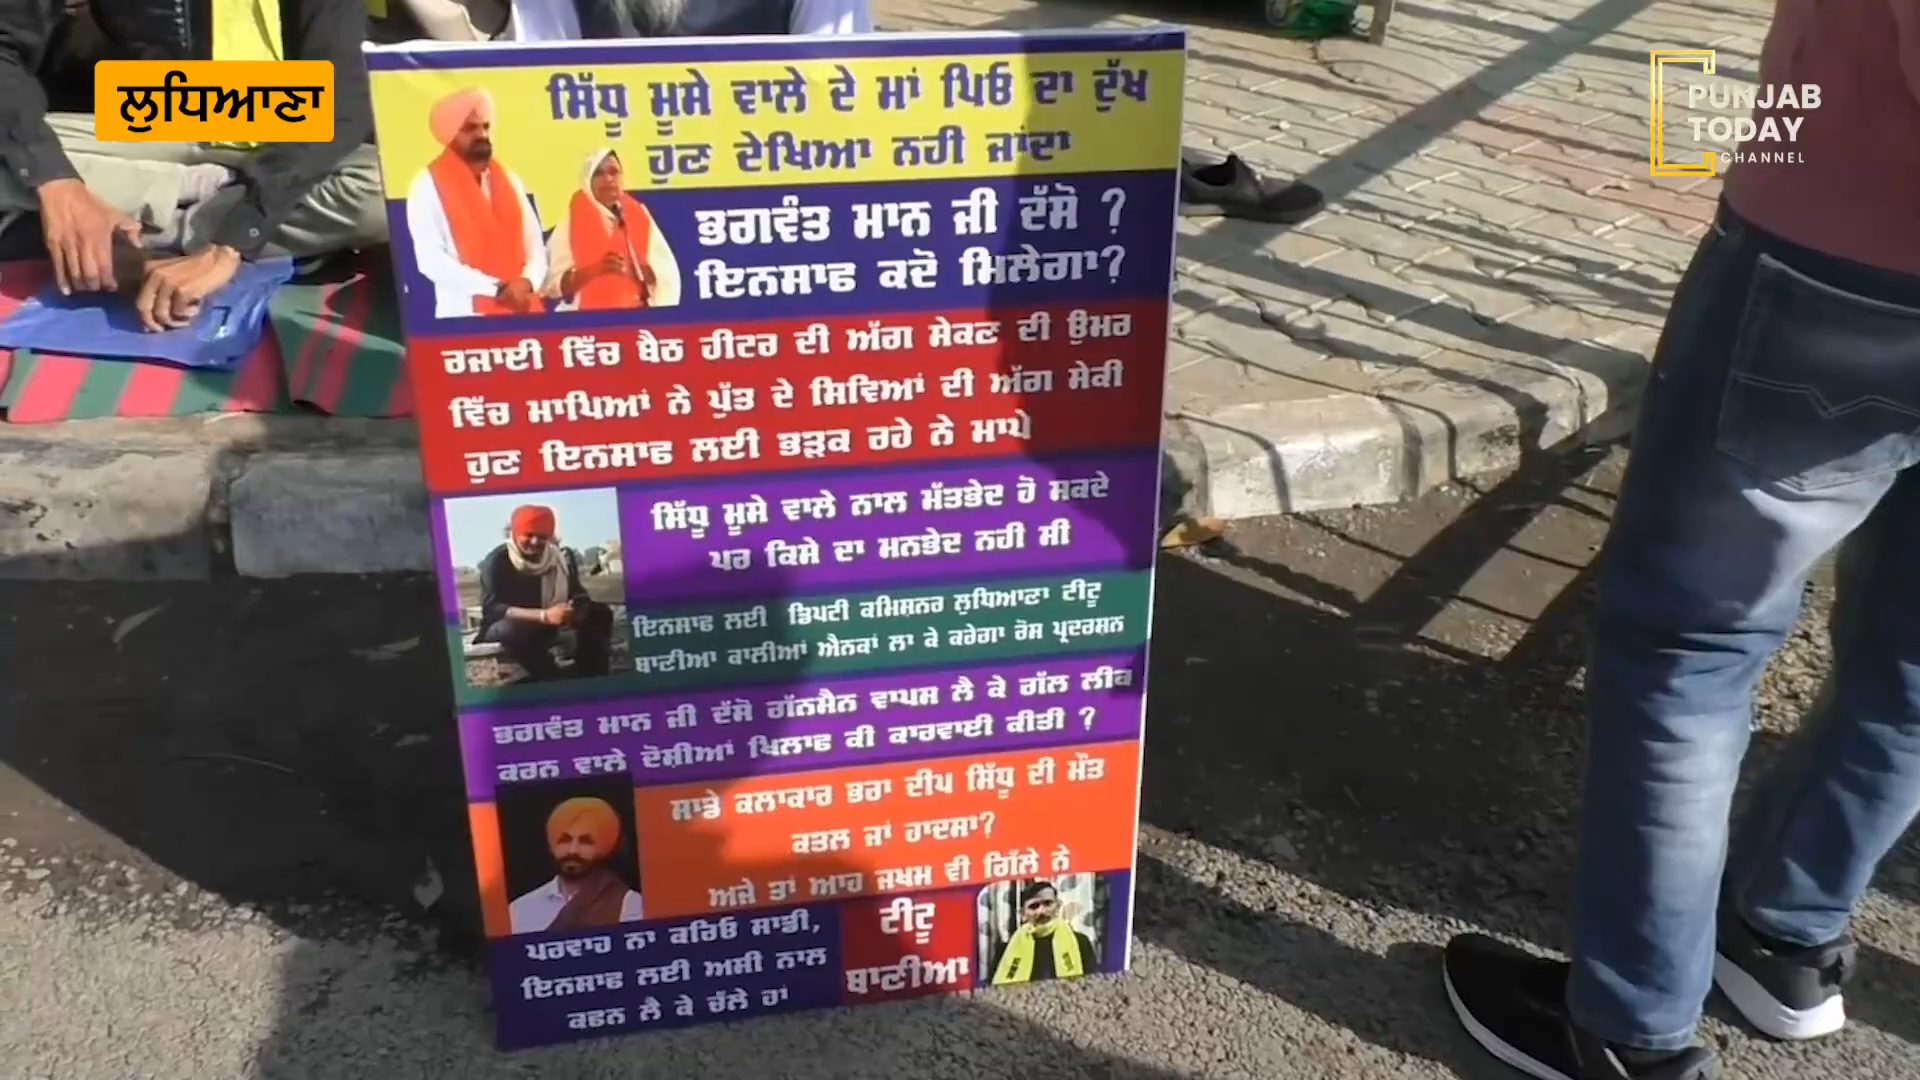 ਲੁਧਿਆਣਾ
PUNJAB
TODAY
CHANNEL
ਸਿੱਧੂ ਮੂਸੇ ਵਾਲੇ ਦੇ ਮਾਂ ਪਿਓ ਦਾ ਦੁੱਖ
ਹੁਣ ਦੇਖਿਆ ਨਹੀ ਜਾਂਦਾ
ਭਗਵੰਤ ਮਾਨ ਜੀ ਦੱਸੋ ?
ਇਨਸਾਫ ਕਦੋ ਮਿਲੇਗਾ?
ਰਜਾਈ ਵਿੱਚ ਬੈਠ ਹੀਟਰ ਦੀ ਅੱਗ ਸੇਕਣ ਦੀ ਉਮਰ
ਵਿੱਚ ਮਾਪਿਆਂ ਨੇ ਪੁੱਤ ਦੇ ਸਿਵਿਆਂ ਦੀ ਅੱਗ ਸੇਕੀ
ਹੁਣ ਇਨਸਾਫ ਲਈ ਭੜਕ ਰਹੇ ਨੇ ਮਾਪੇ
ਸਿੱਧੂ ਮੂਸੇ ਵਾਲੇ ਨਾਲ ਮੱਤਭੇਦ ਹੋ ਸਕਦੇ
ਪਰ ਕਿਸੇ ਦਾ ਮਨਭੇਦ ਨਹੀ ਸੀ
ਇਨਸਾਫ ਲਈ ਡਿਪਟੀ ਕਮਿਸ਼ਨਰ ਲੁਧਿਆਣਾ ਟੀਟੂ
ਬਾਣੀਆ ਕਾਲੀਆਂ ਐਨਕਾਂ ਲਾ ਕੇ ਕਰੇਗਾ ਰੋਸ ਪ੍ਰਦਰਸ਼ਨ
ਭਗਵੰਤ ਮਾਨ ਜੀ ਦੱਸੋ ਗੱਨਮੈਨ ਵਾਪਸ ਲੈ ਕੇ ਗੱਲ ਲੀਕ
ਕਰਨ ਵਾਲੇ ਦੋਸ਼ੀਆਂ ਖਿਲਾਫ ਕੀ ਕਾਰਵਾਈ ਕੀਤੀ ?
ਸਾਡੇ ਕਲਾਕਾਰ ਭਰਾ ਦੀਪ ਸਿੱਧੂ ਦੀ ਮੌਤ
ਕਤਲ ਜਾਂ ਹਾਦਸਾ?
ਅਜੇ ਤਾਂ ਆਹ ਜਖਮ ਵੀ ਗਿੱਲੇ ਨੇ
ਪਰਵਾਹ ਨਾ ਕਰਿਓ ਸਾਡੀ,
ਇਨਸਾਫ ਲਈ ਅਸੀ ਨਾਲ
ਕਫਨ ਲੈ ਕੇ ਚੱਲੇ ਹਾਂ
ਟੀਟੂ
ਬਾਣੀਆ